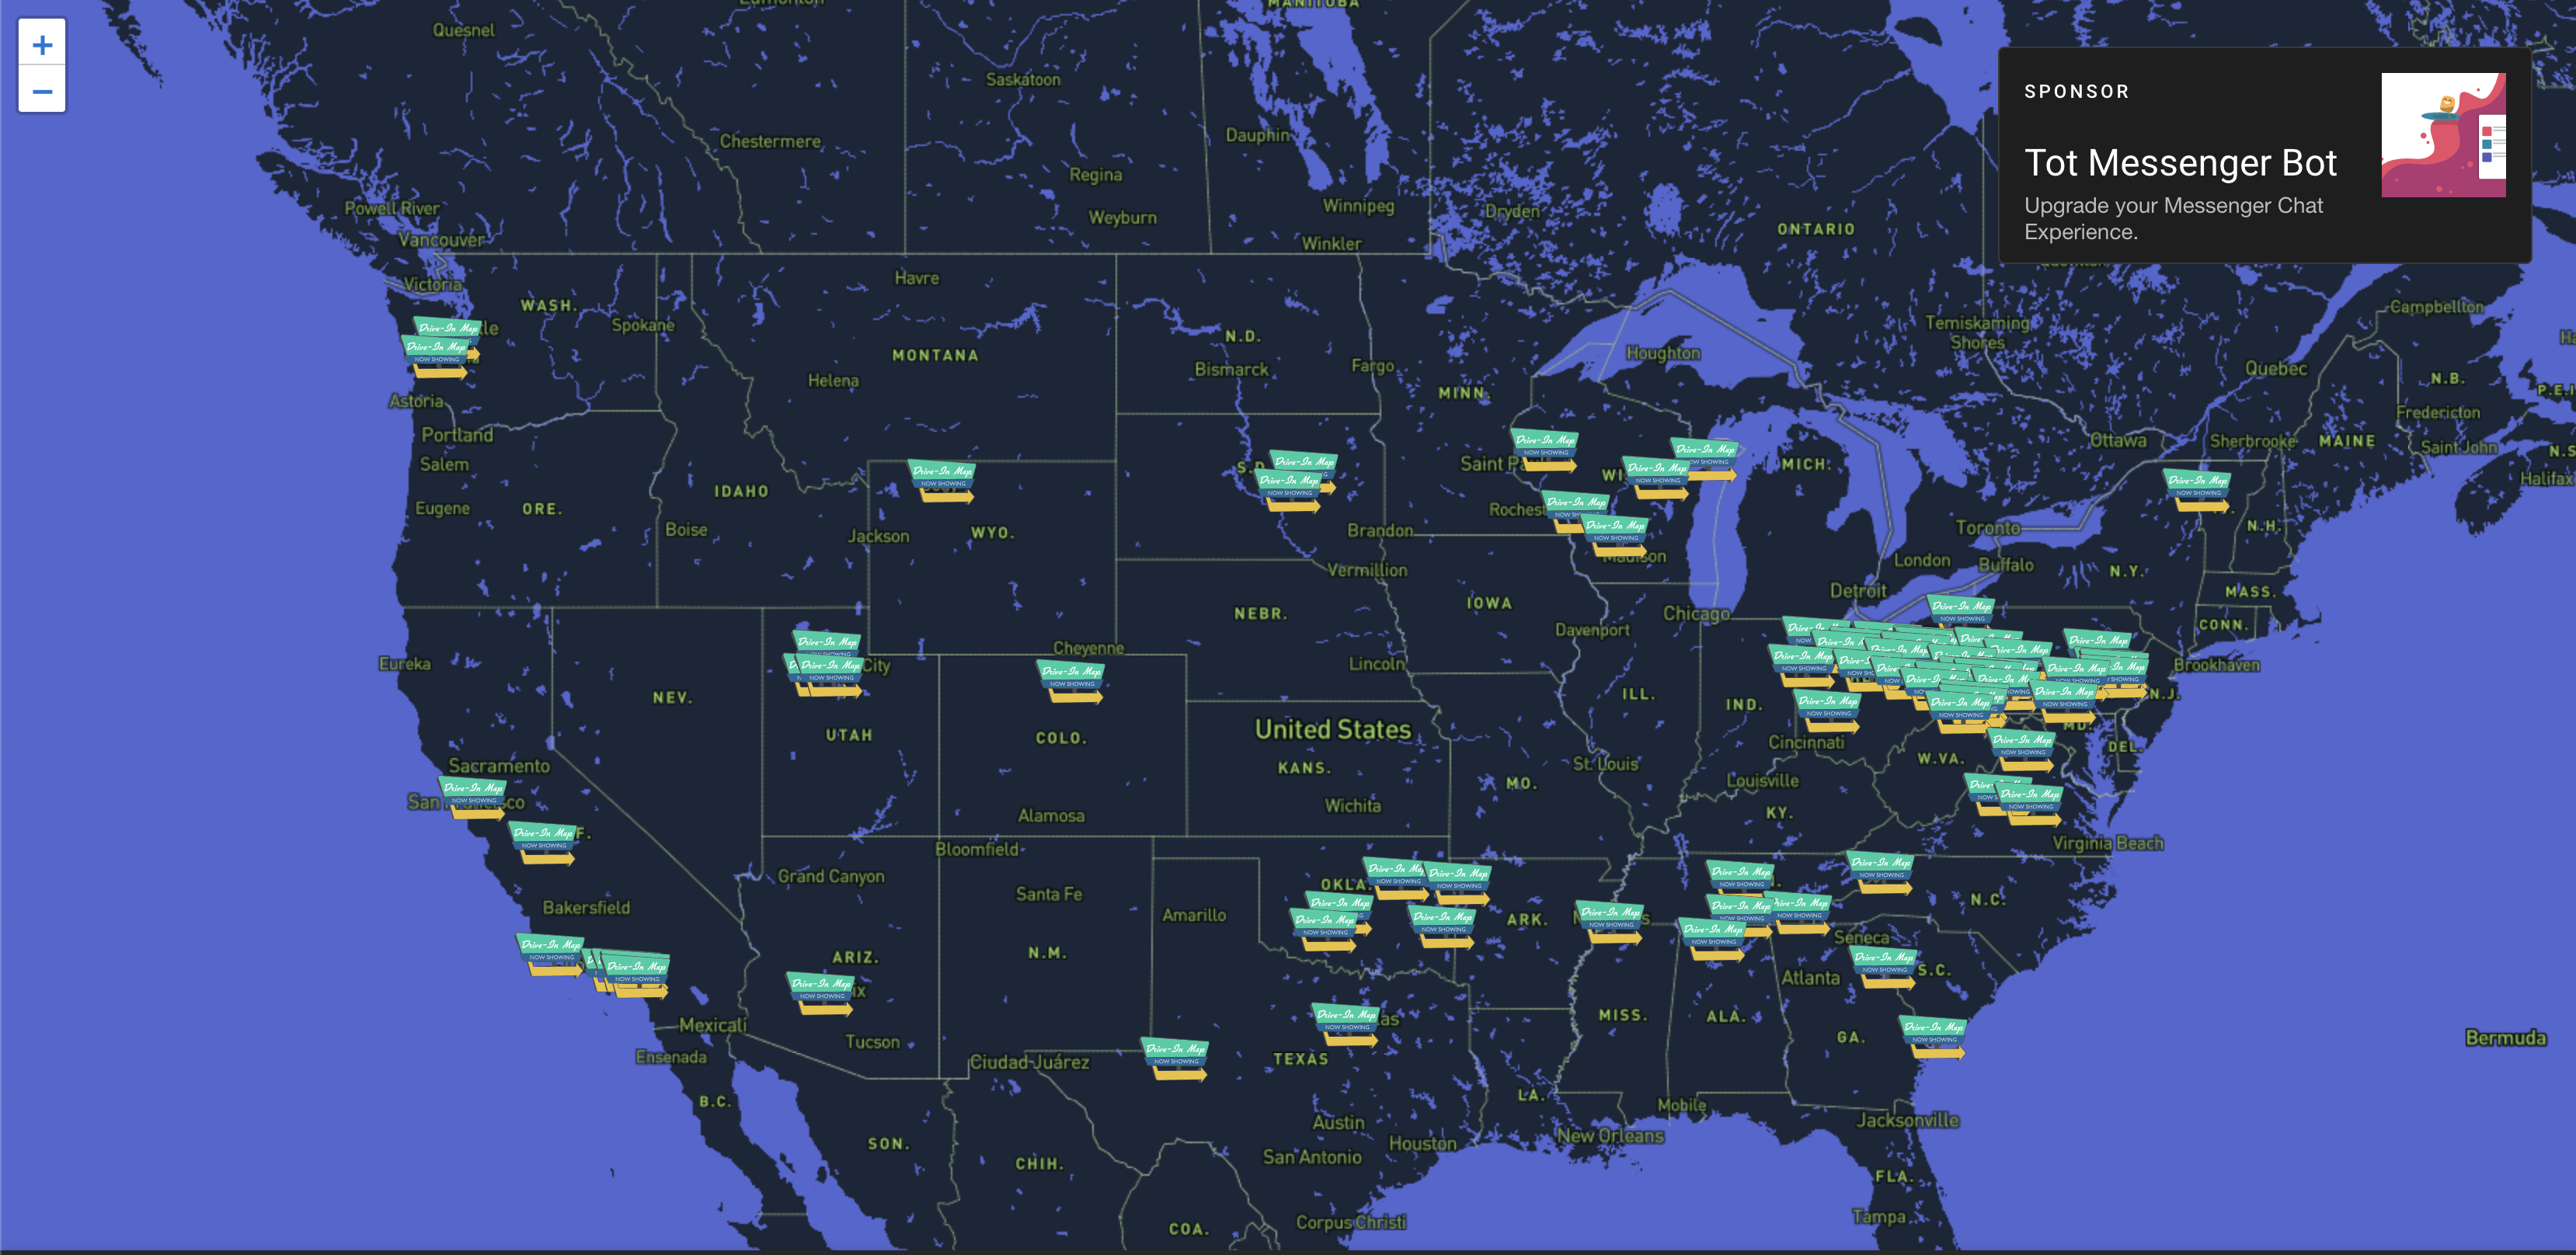 +
−
SPONSOR
Tot Messenger Bot
Upgrade your Messenger Chat
Experience.
MANITOBA
Quesnel
Saskatoon
Chestermere
Dauphin
Regina
Powell River
Weyburn
Winnipeg
Dryden
Vancouver
Winkler
ONTARIO
Victoria
Havre
WASH.
Spokane
Campbellton
Temiskaming
Shores
N.D.
MONTANA
Houghton
Bismarck
Fargo
Quebec
Helena
N.B.
MINN.
P.E.I
Astoria
Fredericton
Portland
Ottawa
Sherbrooke
MAINE
Saint John
Salem
MICH.
Halifax
IDAHO
Eugene
ORE.
Boise
Jackson
WYO.
Brandon
Toronto
N.H.
London
Buffalo
Vermillion
N.Y.
Detroit
MASS.
IOWA
NEBR.
Chicago
CONN.
Davenport
Cheyenne
Eureka
Lincoln
Brookhaven
City
NEV.
ILL.
IND.
N.J.
United States
UTAH
COLO.
MD.
Cincinnati
DEL.
Sacramento
KANS.
St. Louis
W.VA.
MO.
Louisville
Alamosa
Wichita
KY.
Virginia Beach
Bloomfield
Grand Canyon
Santa Fe
OKLA.
N.C.
Bakersfield
Amarillo
ARK.
Seneca
ARIZ.
N.M.
S.C.
Atlanta
Mexicali
MISS.
ALA.
Tucson
GA.
Bermuda
Ensenada
Ciudad Juárez
TEXAS
B.C.
LA.
Mobile
Austin
Jacksonville
SON.
Houston
New Orleans
CHIH.
San Antonio
FLA.
Tampa
COA.
Corpus Christi
Drive-In Map
NOW SHOWING